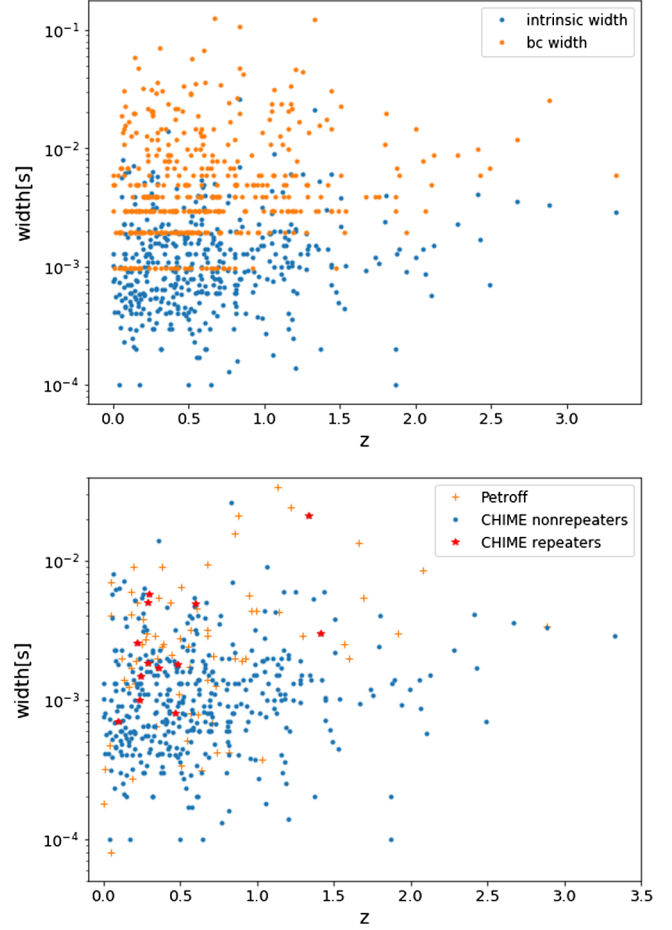 intrinsic width
bc width
width[s]
10⁻¹
10⁻²
10⁻³
10⁻⁴
0.0 0.5 1.0 1.5 2.0 2.5 3.0
z
Petroff
CHIME nonrepeaters
CHIME repeaters
width[s]
10⁻²
10⁻³
10⁻⁴
0.0 0.5 1.0 1.5 2.0 2.5 3.0 3.5
z